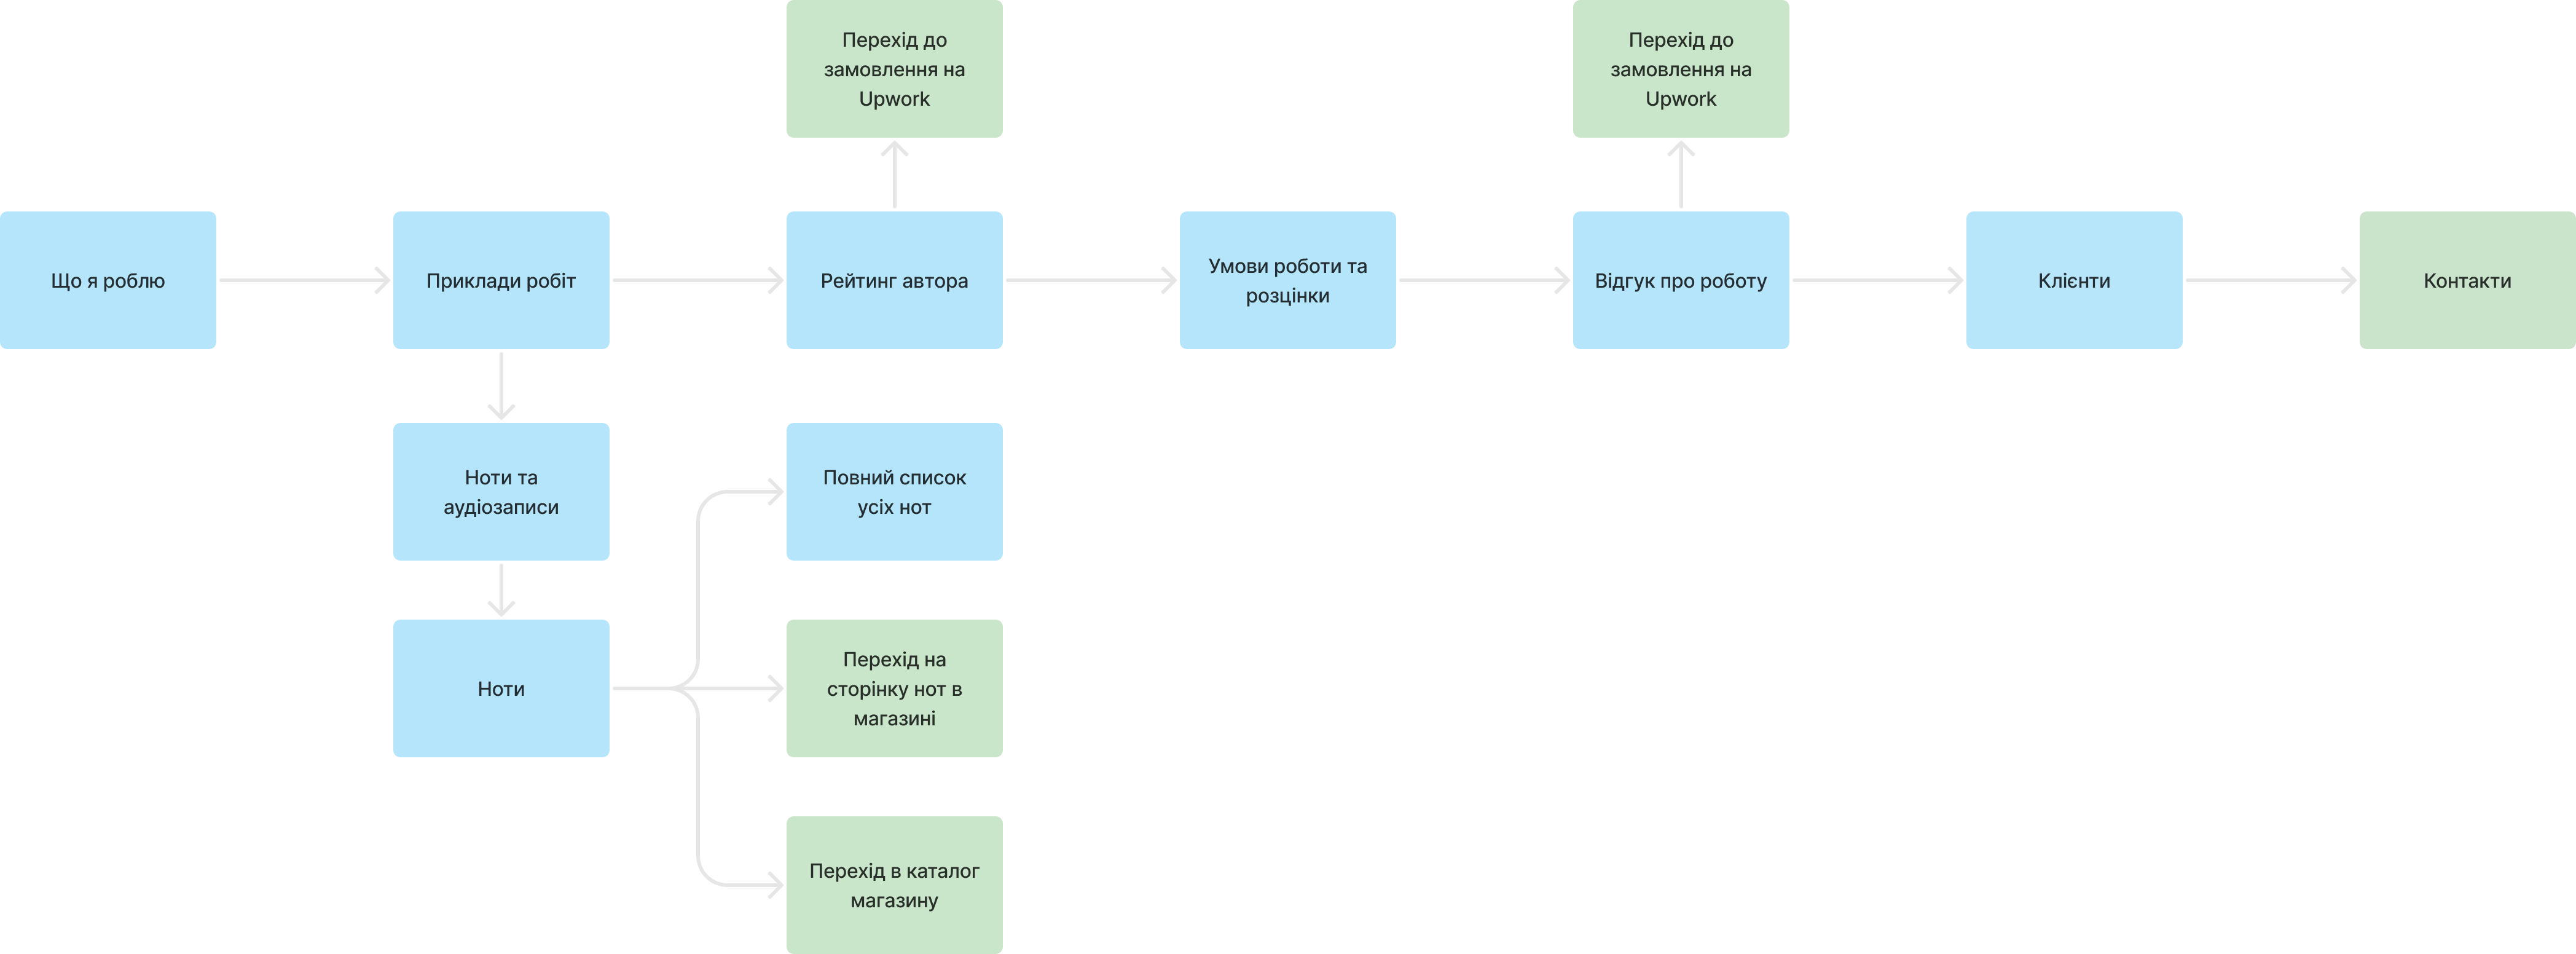 Перехід до
замовлення на
Upwork
Перехід до
замовлення на
Upwork
Що я роблю
Приклади робіт
Рейтинг автора
Умови роботи та
розцінки
Відгук про роботу
Клієнти
Контакти
Ноти та
аудіозаписи
Повний список
усіх нот
Ноти
Перехід на
сторінку нот в
магазині
Перехід в каталог
магазину